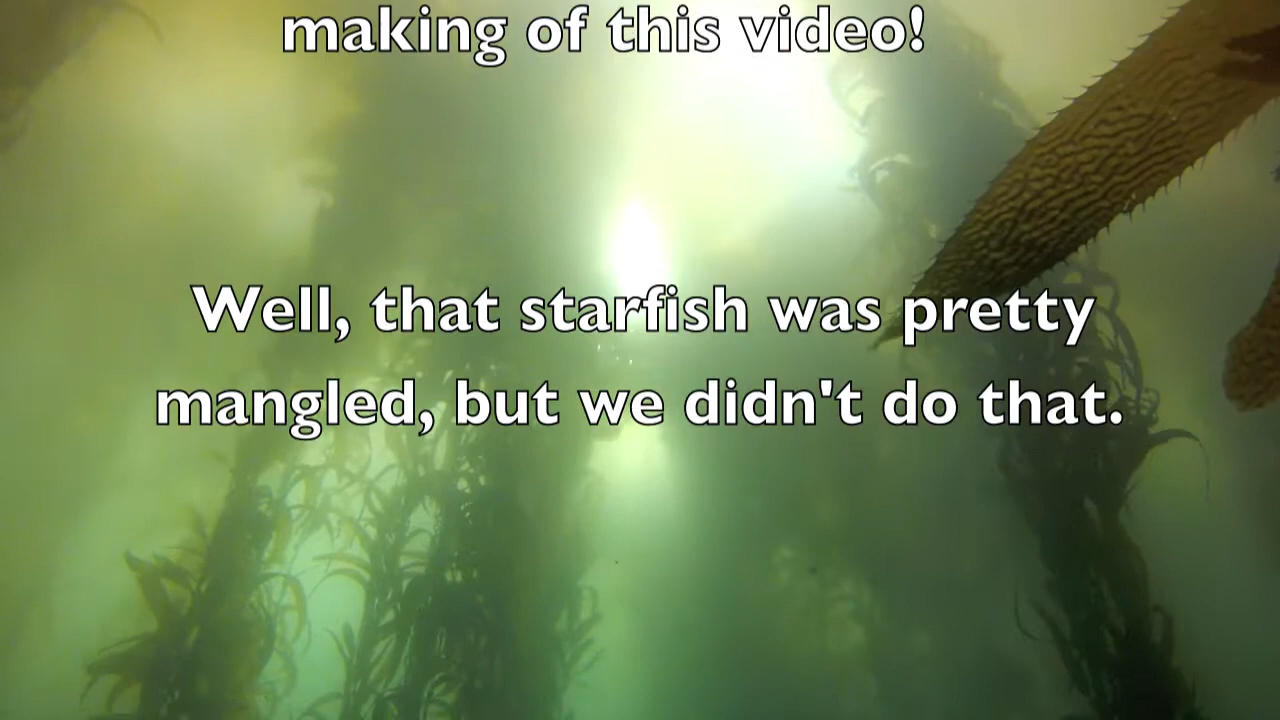 making of this video!
Well, that starfish was pretty
mangled, but we didn't do that.